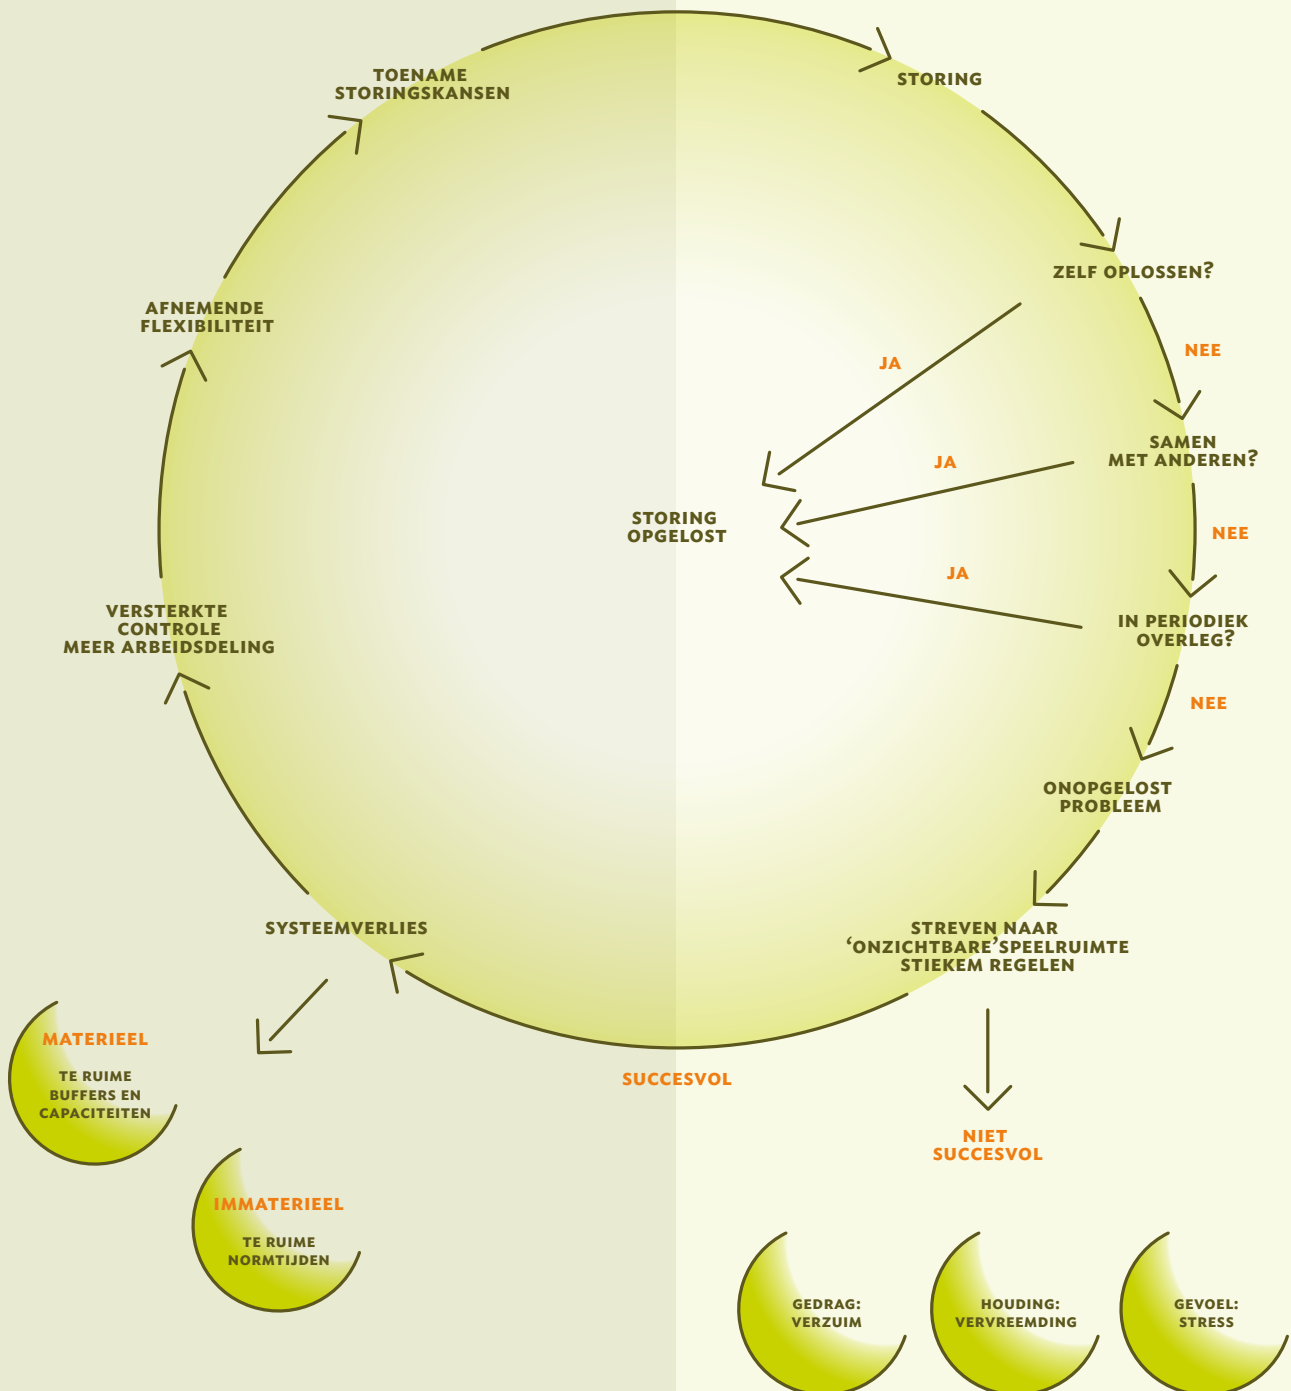 TOENAME
STORINGSKANSEN
STORING
ZELF OPLOSSEN?
AFNEMENDE
FLEXIBILITEIT
NEE
JA
SAMEN
MET ANDEREN?
JA
STORING
OPGELOST
NEE
JA
VERSTERKTE
CONTROLE
MEER ARBEIDSDELING
IN PERIODIEK
OVERLEG?
NEE
ONOPGELOST
PROBLEEM
SYSTEEMVERLIES
STREVEN NAAR
‘ONZICHTBARE’SPEELRUIMTE
STIEKEM REGELEN
MATERIEEL
TE RUIME
BUFFERS EN
CAPACITEITEN
SUCCESVOL
NIET
SUCCESVOL
IMMATERIEEL
TE RUIME
NORMTIJDEN
GEDRAG:
VERZUIM
HOUDING:
VERVREEMDING
GEVOEL:
STRESS